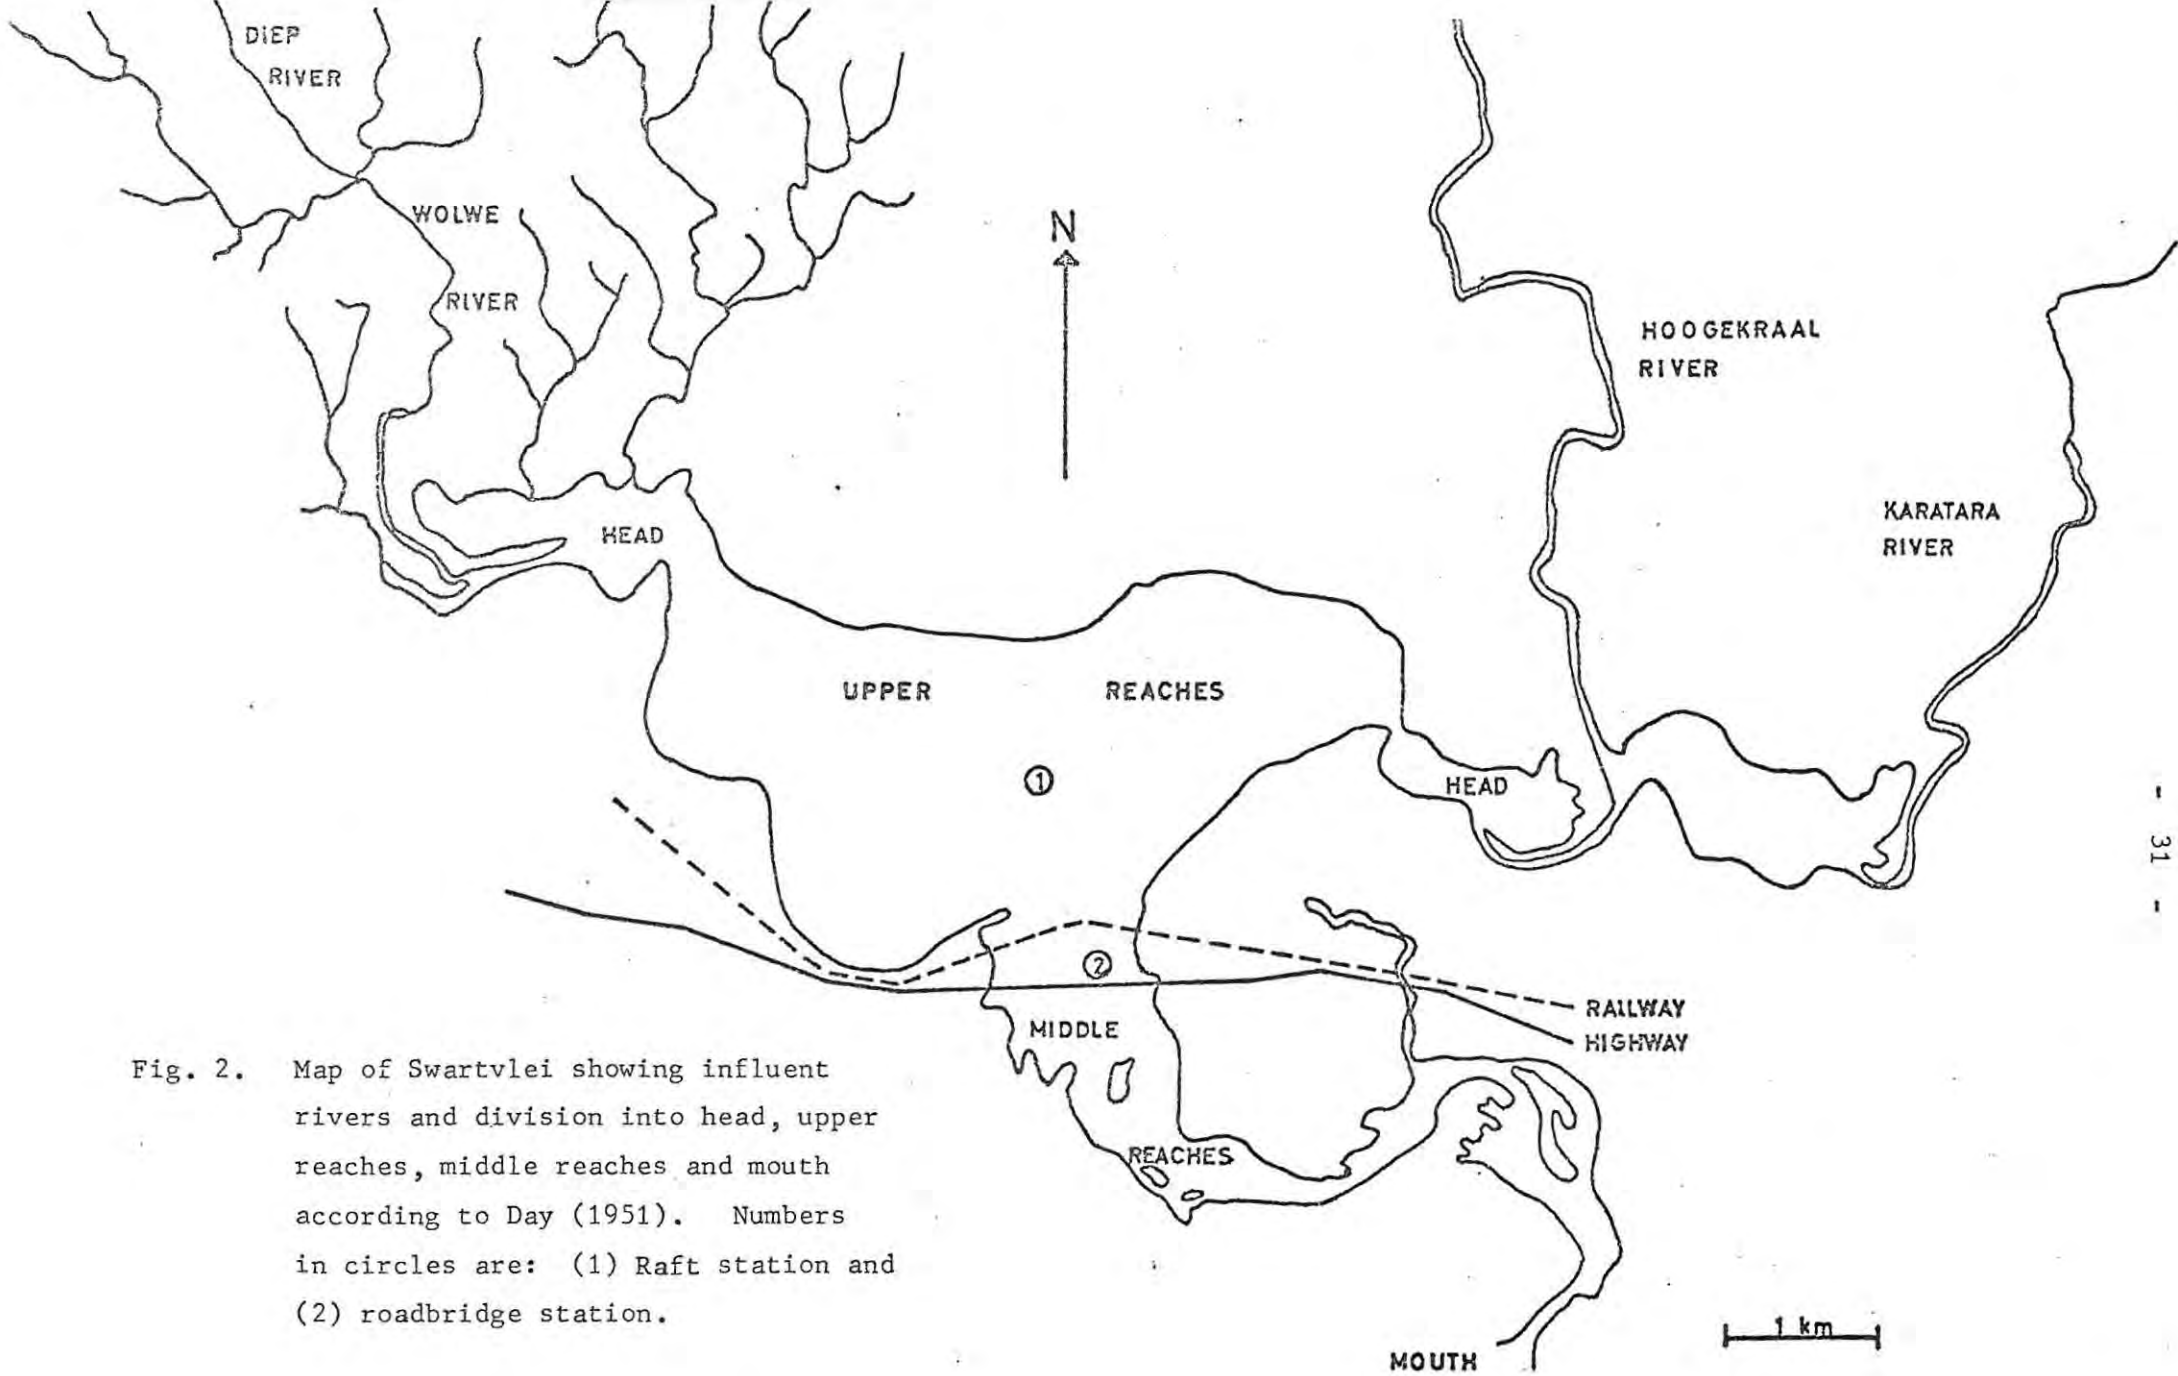 DIEP
RIVER
WOLWE
RIVER
N
HOOGEKRAAL
RIVER
KARATARA
RIVER
HEAD
UPPER REACHES
1
HEAD
2
RAILWAY
HIGHWAY
MIDDLE
REACHES
MOUTH
1 km
- 31 -
Fig. 2. Map of Swartvlei showing influent
rivers and division into head, upper
reaches, middle reaches and mouth
according to Day (1951). Numbers
in circles are: (1) Raft station and
(2) roadbridge station.